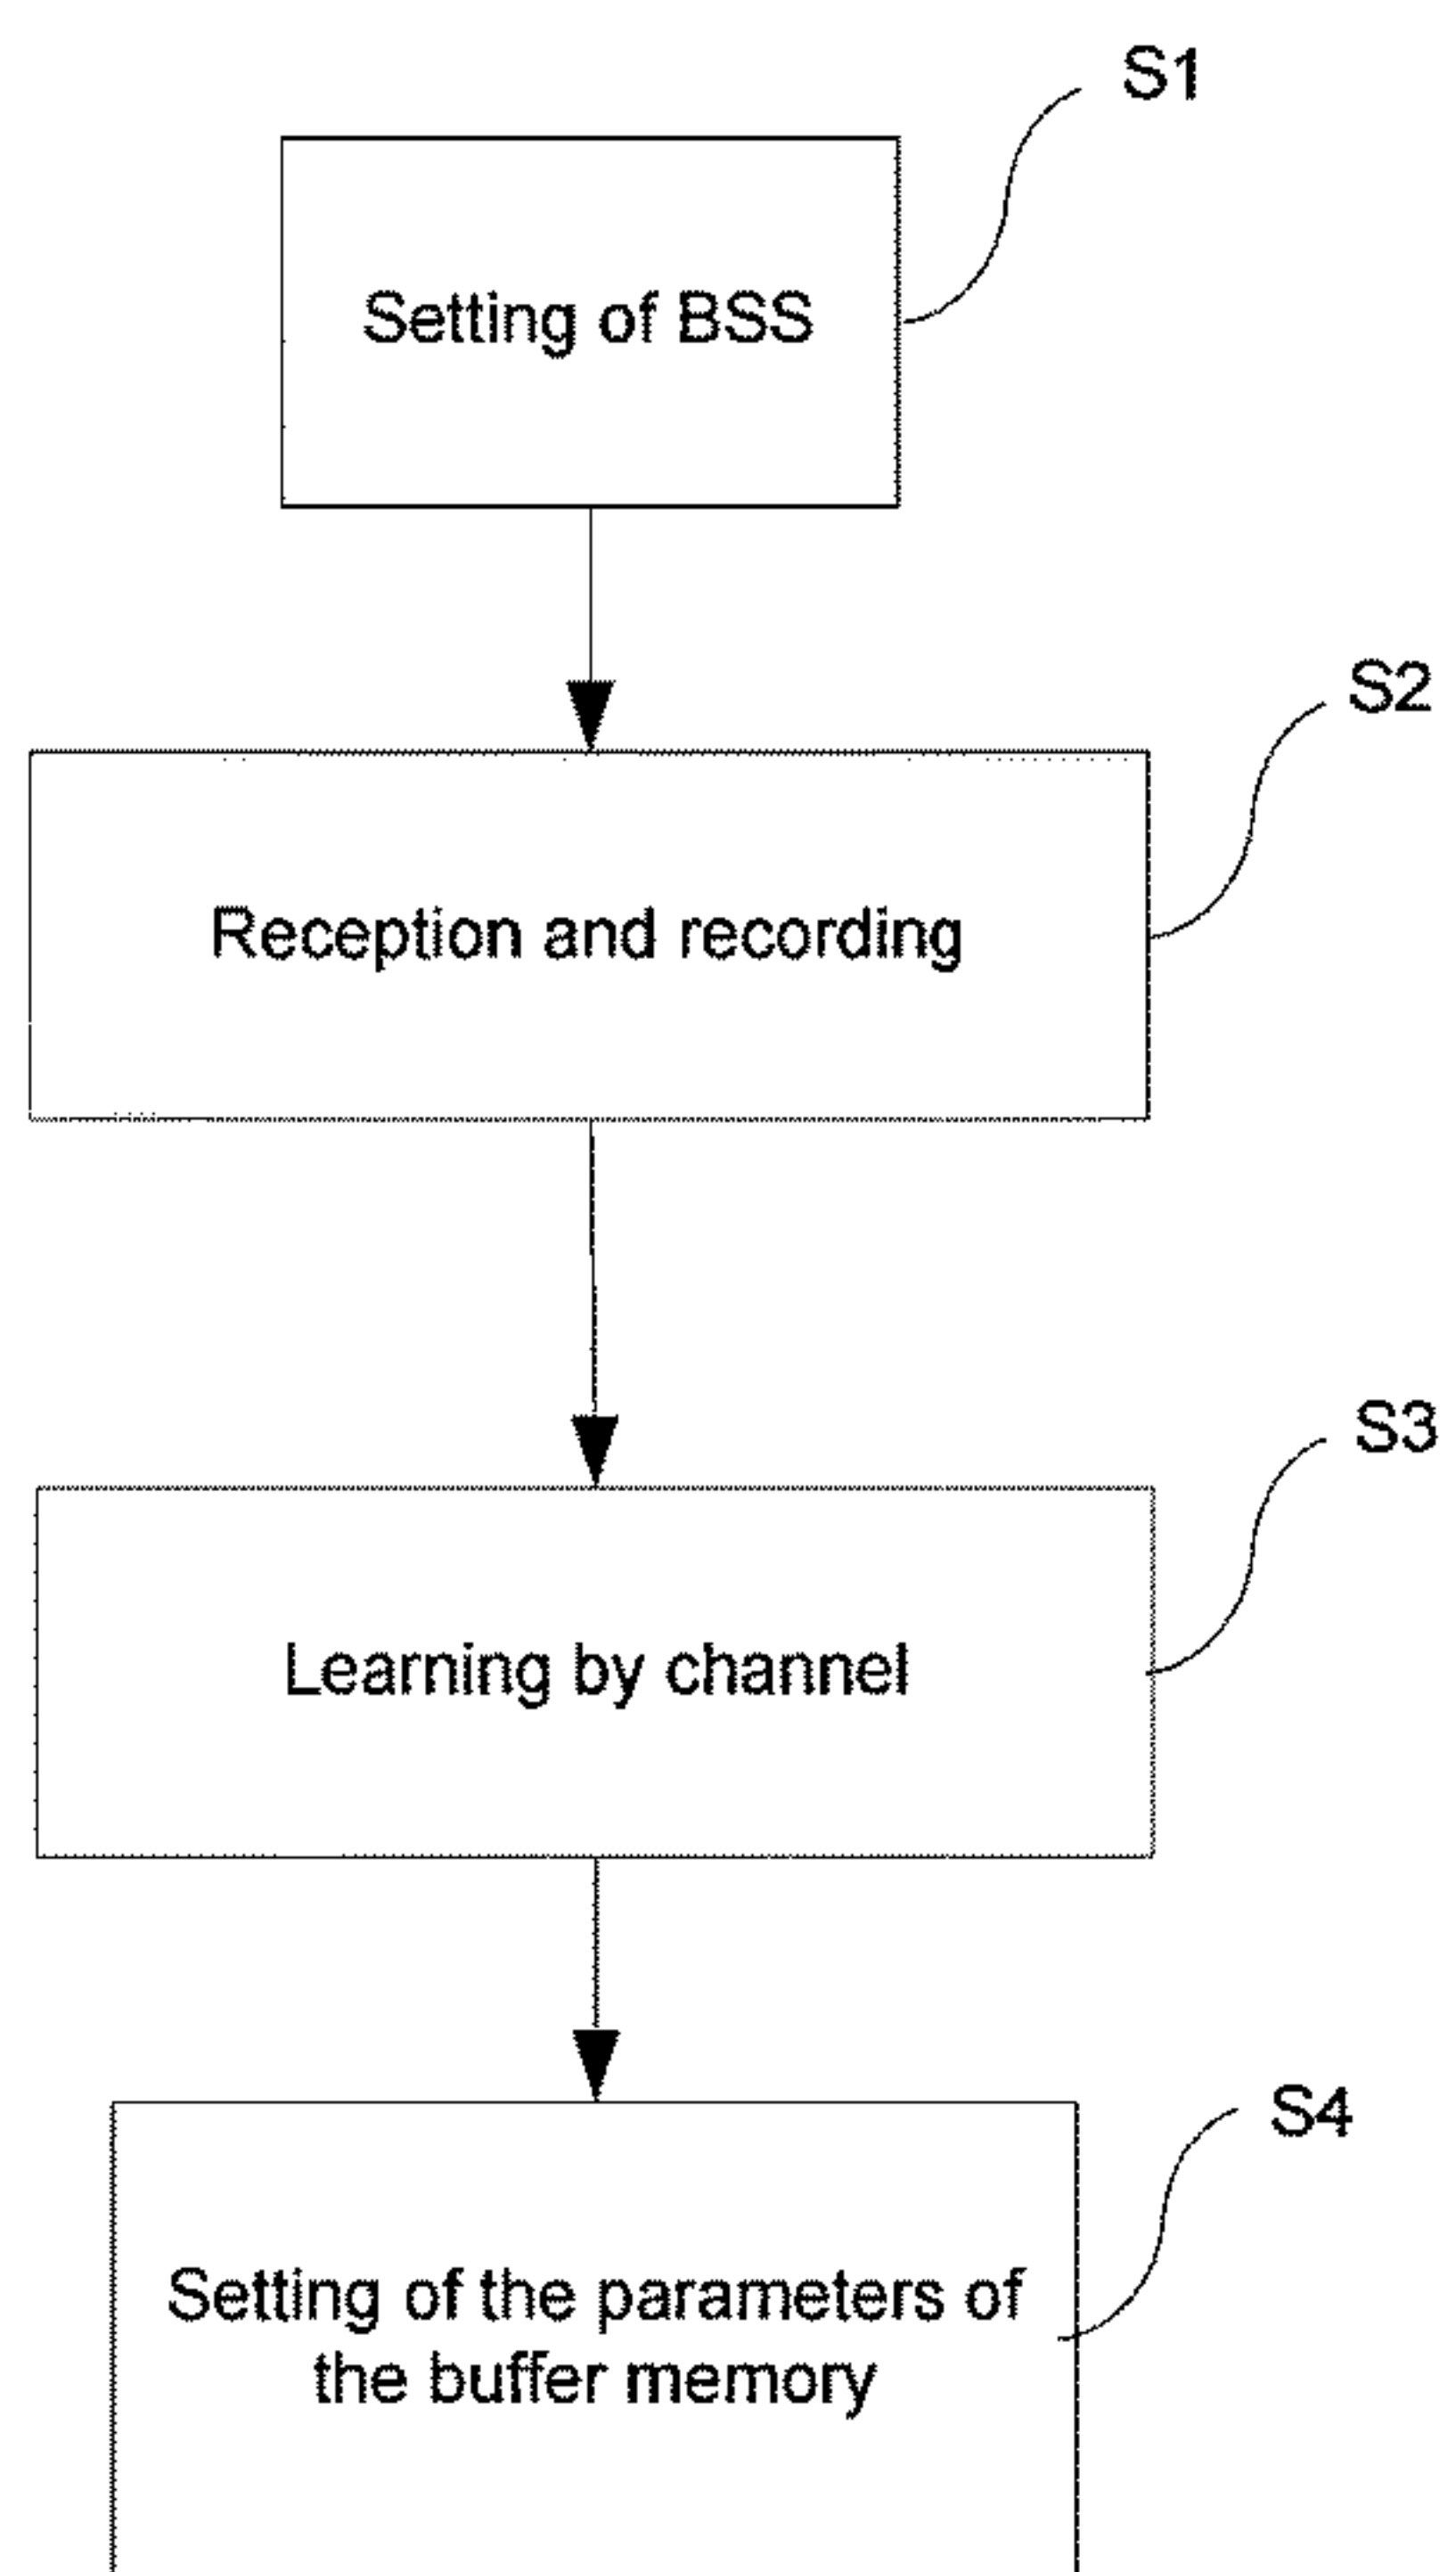 S1
Setting of BSS
S2
Reception and recording
S3
Learning by channel
S4
Setting of the parameters of
the buffer memory